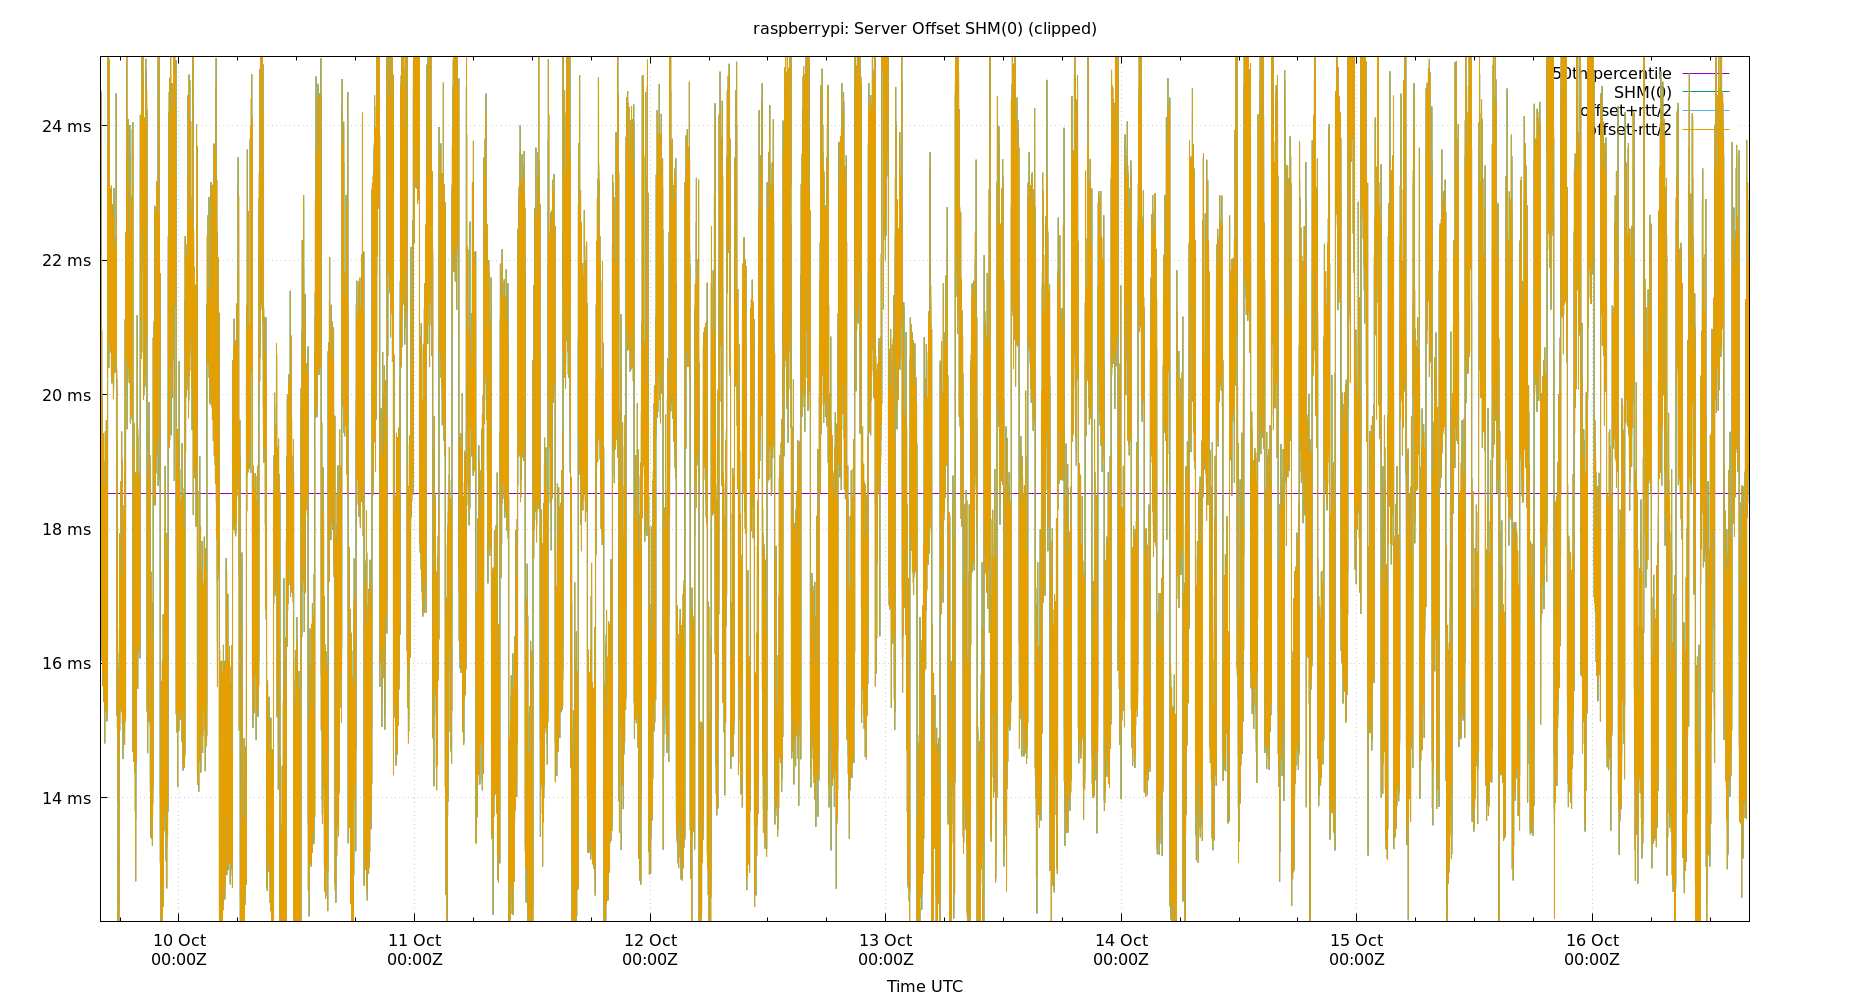 raspberrypi: Server Offset SHM(0) (clipped)
50th percentile
SHM(0)
offset+rtt/2
offset-rtt/2
24 ms
22 ms
20 ms
18 ms
16 ms
14 ms
10 Oct 11 Oct 12 Oct 13 Oct 14 Oct 15 Oct 16 Oct
00:00Z 00:00Z 00:00Z 00:00Z 00:00Z 00:00Z 00:00Z
Time UTC